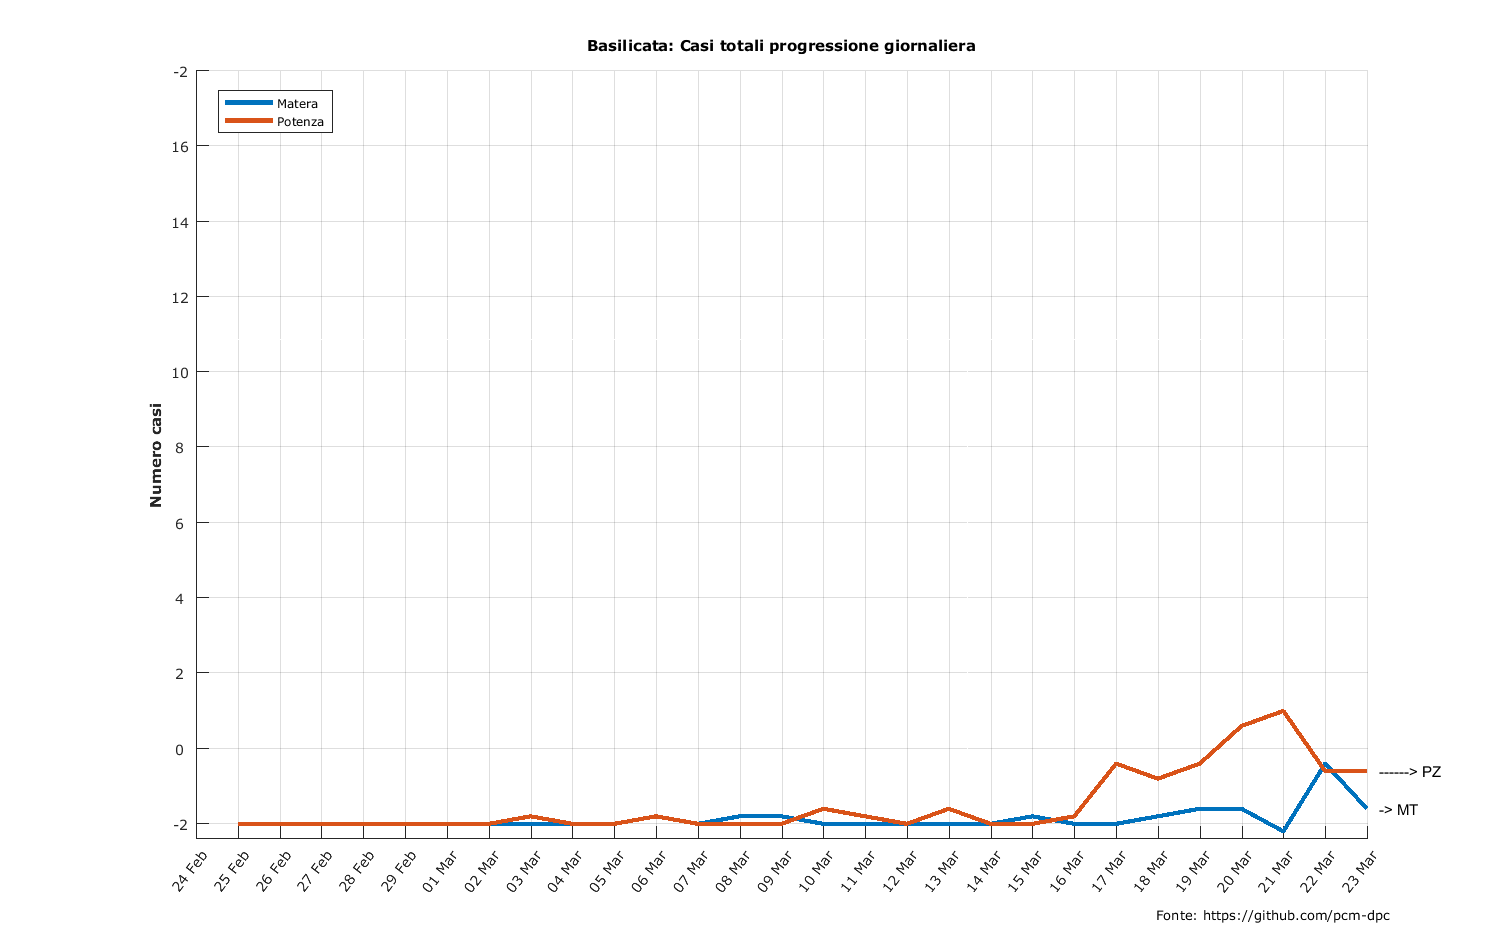 Basilicata: Casi totali progressione giornaliera
-2
16
14
12
10
8
6
4
2
0
-2
Numero casi
Matera
Potenza
------> PZ
-> MT
24 Feb
25 Feb
26 Feb
27 Feb
28 Feb
29 Feb
01 Mar
02 Mar
03 Mar
04 Mar
05 Mar
06 Mar
07 Mar
08 Mar
09 Mar
10 Mar
11 Mar
12 Mar
13 Mar
14 Mar
15 Mar
16 Mar
17 Mar
18 Mar
19 Mar
20 Mar
21 Mar
22 Mar
23 Mar
Fonte: https://github.com/pcm-dpc